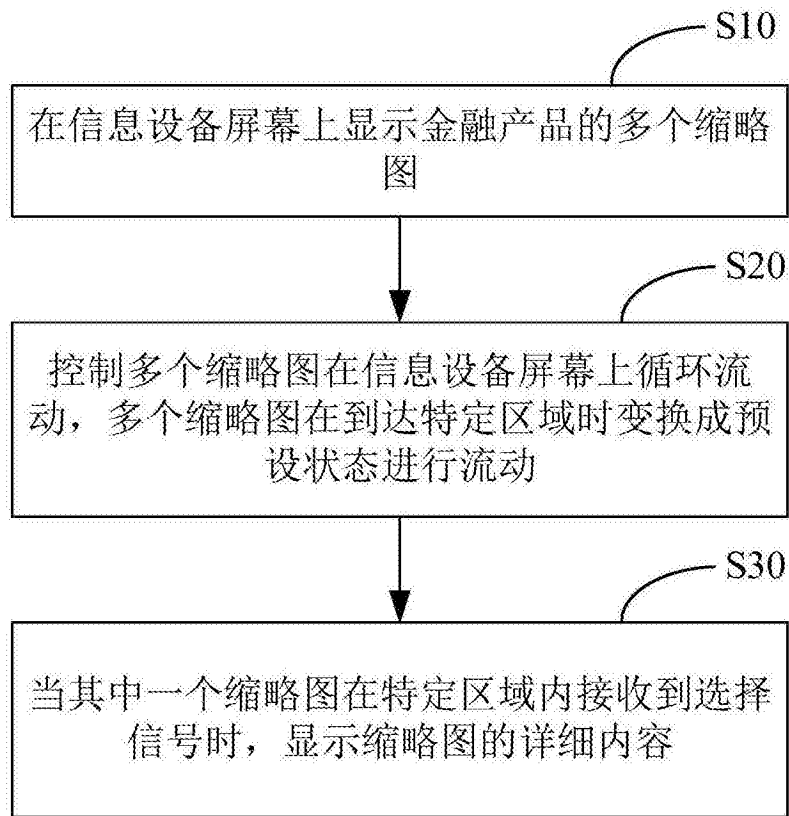 S10
在信息设备屏幕上显示金融产品的多个缩略
图
S20
控制多个缩略图在信息设备屏幕上循环流
动，多个缩略图在到达特定区域时变换成预
设状态进行流动
S30
当其中一个缩略图在特定区域内接收到选择
信号时，显示缩略图的详细内容